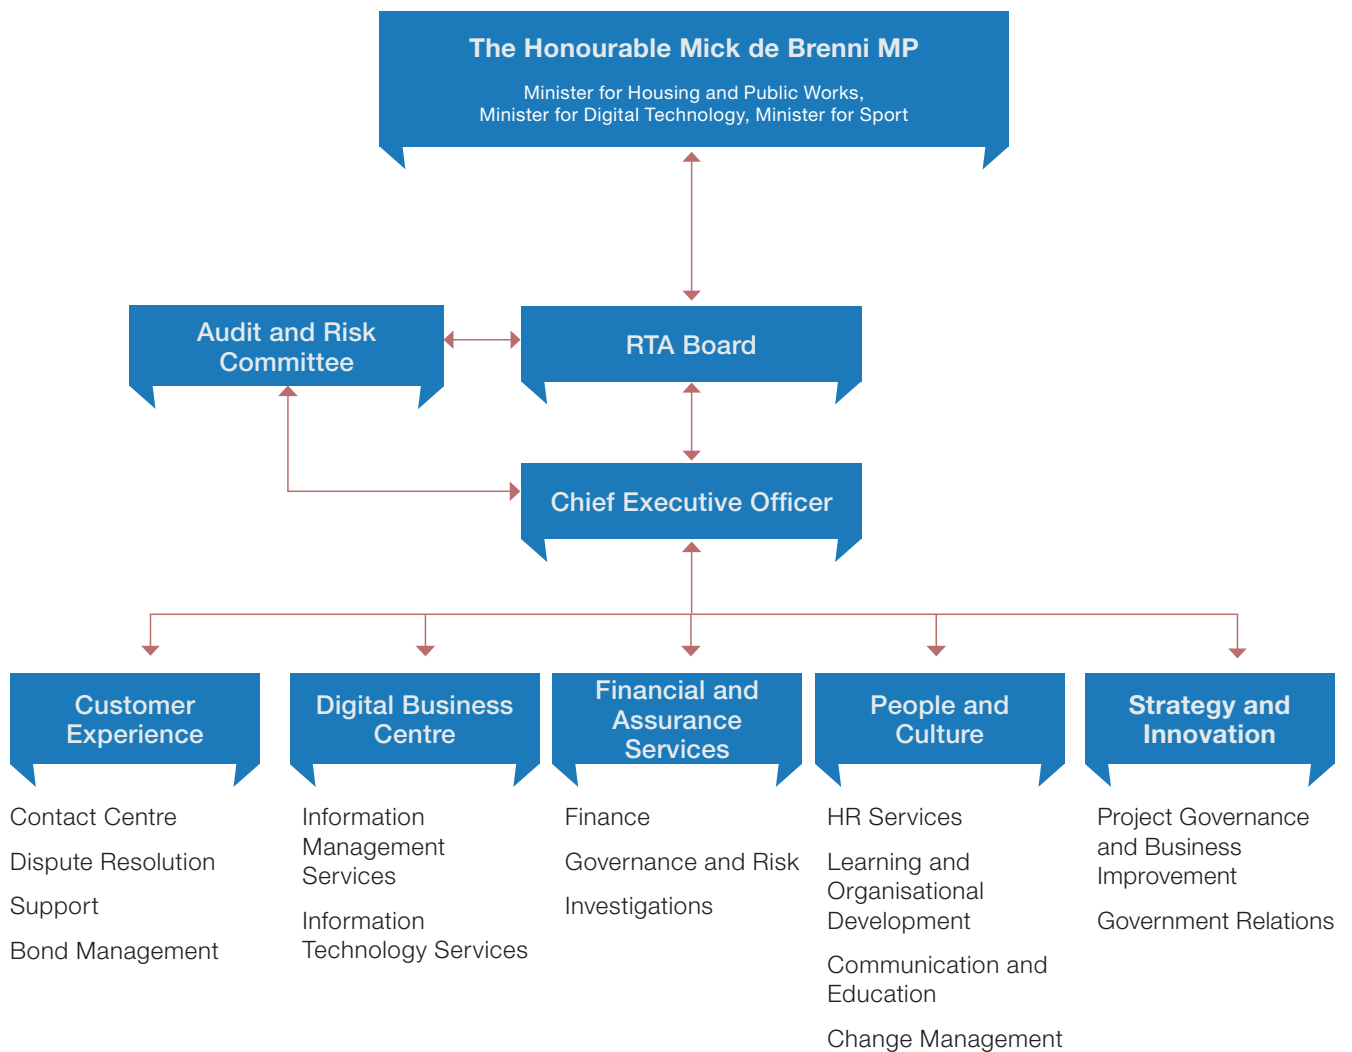 The Honourable Mick de Brenni MP
Minister for Housing and Public Works,
Minister for Digital Technology, Minister for Sport
Audit and Risk
Committee
RTA Board
Chief Executive Officer
Customer
Experience
Contact Centre
Dispute Resolution
Support
Bond Management
Digital Business
Centre
Information
Management
Services
Information
Technology Services
Financial and
Assurance
Services
Finance
Governance and Risk
Investigations
People and
Culture
HR Services
Learning and
Organisational
Development
Communication and
Education
Change Management
Strategy and
Innovation
Project Governance
and Business
Improvement
Government Relations